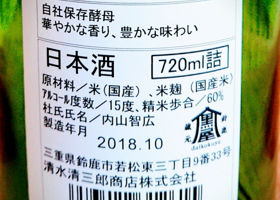 自社保存酵母
華やかな香り、豊かな味わい
日本酒 720ml詰
原材料／米(国産)、米麹(国産米)
アルコール度数／15度、精米歩合／60%
杜氏氏名／内山智広
製造年月
2018.10
蔵元
daikokuya
三重県鈴鹿市若松東三丁目9番33号
清水清三郎商店株式会社